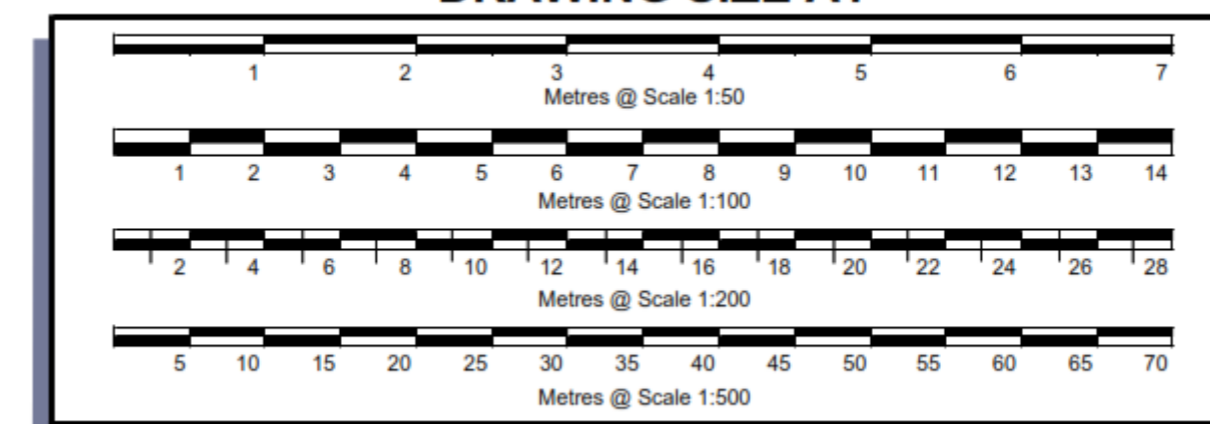 1 2 3 4 5 6 7
Metres @ Scale 1:50
1 2 3 4 5 6 7 8 9 10 11 12 13 14
Metres @ Scale 1:100
2 4 6 8 10 12 14 16 18 20 22 24 26 28
Metres @ Scale 1:200
5 10 15 20 25 30 35 40 45 50 55 60 65 70
Metres @ Scale 1:500